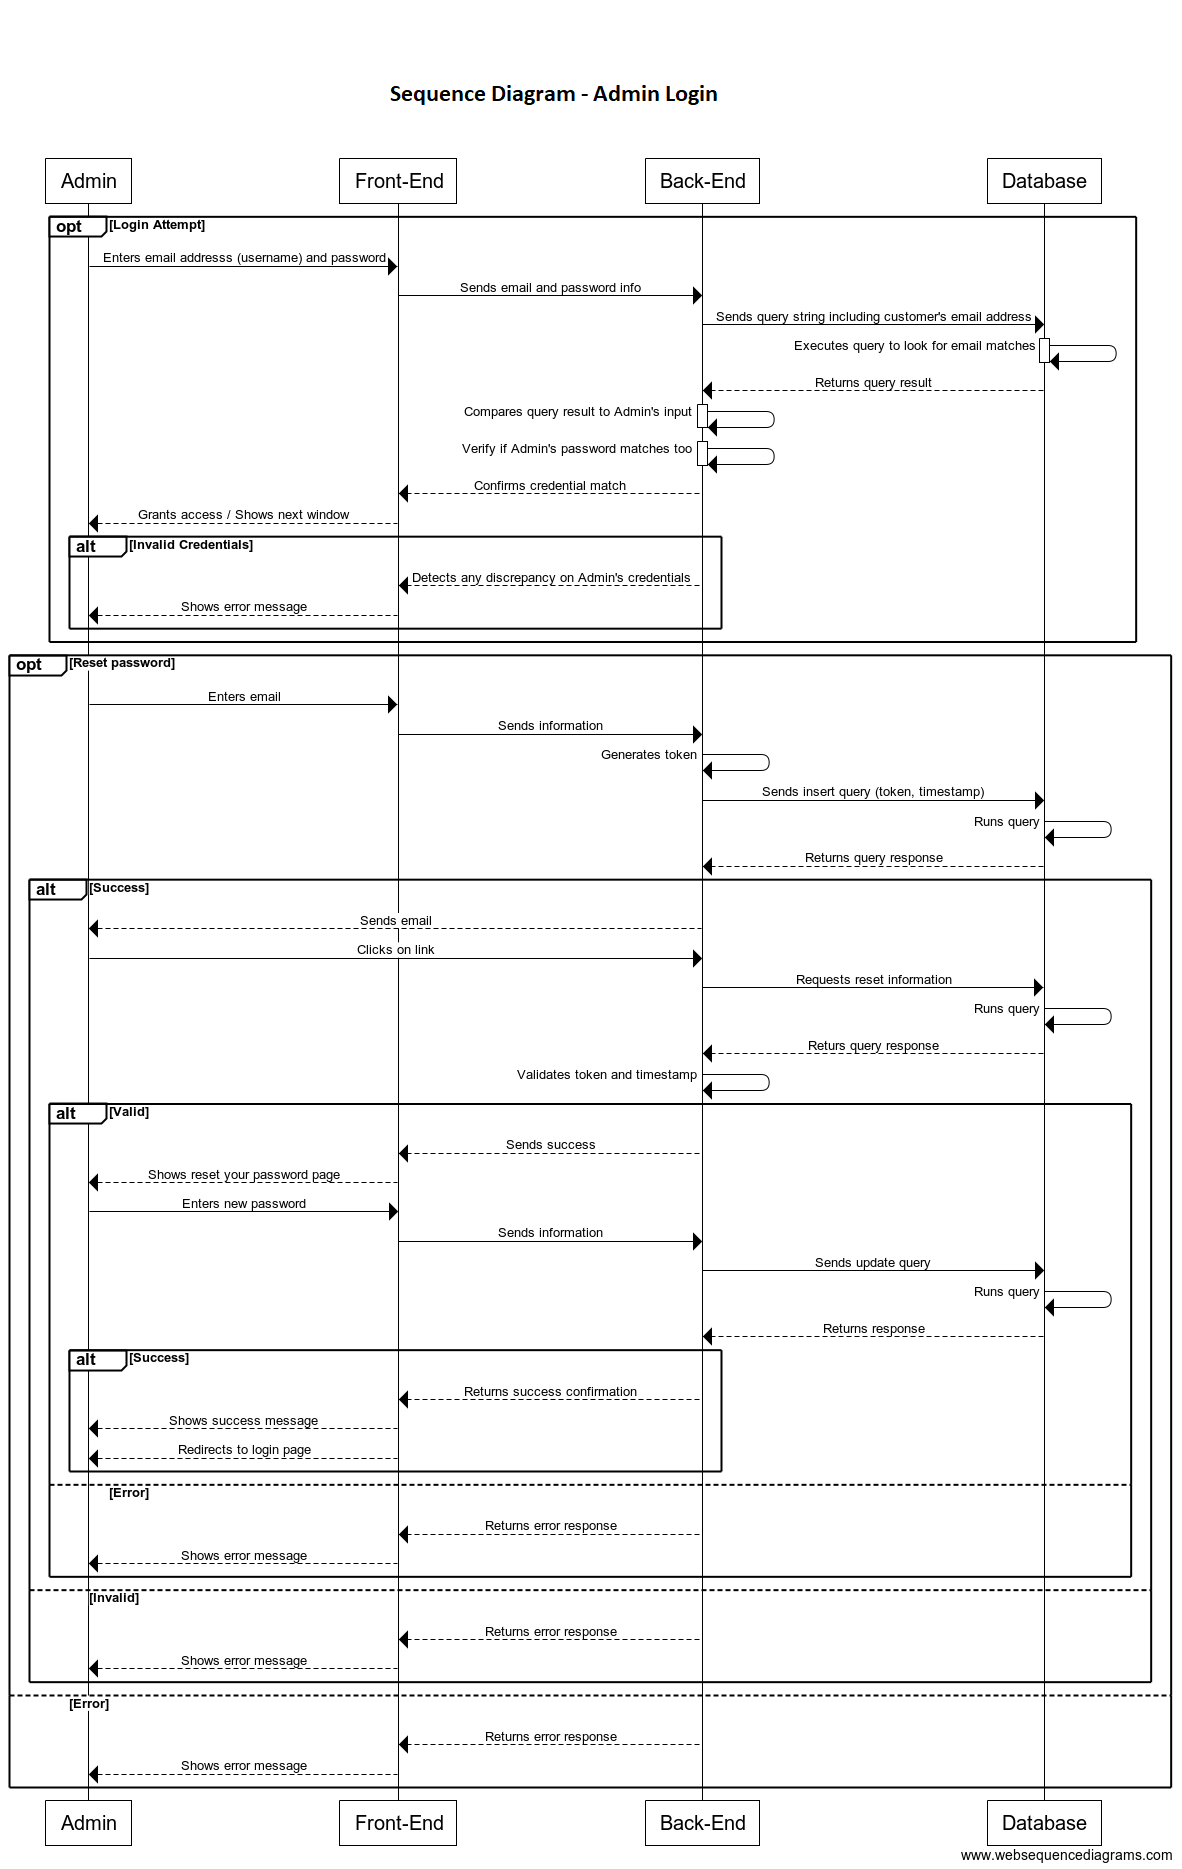 Sequence Diagram - Admin Login
Admin
Front-End
Back-End
Database
opt
[Login Attempt]
Enters email addresss (username) and password
Sends email and password info
Sends query string including customer's email address
Executes query to look for email matches
Returns query result
Compares query result to Admin's input
Verify if Admin's password matches too
Confirms credential match
Grants access / Shows next window
alt
[Invalid Credentials]
Detects any discrepancy on Admin's credentials
Shows error message
opt
[Reset password]
Enters email
Sends information
Generates token
Sends insert query (token, timestamp)
Runs query
Returns query response
alt
[Success]
Sends email
Clicks on link
Requests reset information
Runs query
Returs query response
Validates token and timestamp
alt
[Valid]
Sends success
Shows reset your password page
Enters new password
Sends information
Sends update query
Runs query
Returns response
alt
[Success]
Returns success confirmation
Shows success message
Redirects to login page
[Error]
Returns error response
Shows error message
[Invalid]
Returns error response
Shows error message
[Error]
Returns error response
Shows error message
Admin
Front-End
Back-End
Database
www.websequencediagrams.com